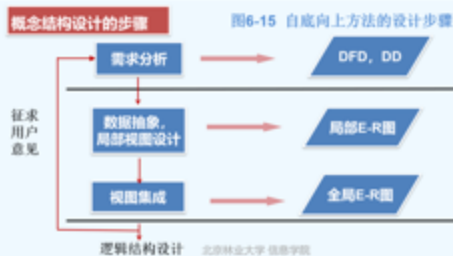 概念结构设计的步骤
图6-15 自底向上方法的设计步骤
需求分析
DFD，DD
征求
用户
意见
数据抽象，
局部视图设计
局部E-R图
视图集成
全局E-R图
逻辑结构设计
北京林业大学 信息学院